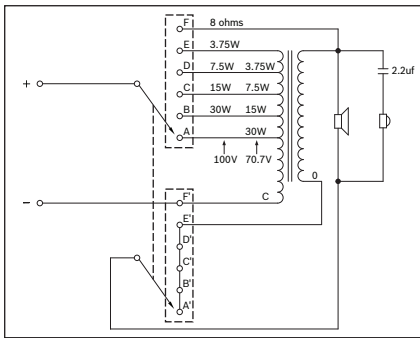 F 8 ohms
E 3.75W
D 7.5W 3.75W
C 15W 7.5W
B 30W 15W
A 30W
100V 70.7V
2.2uf
+
0
−
F'
C
E'
D'
C'
B'
A'